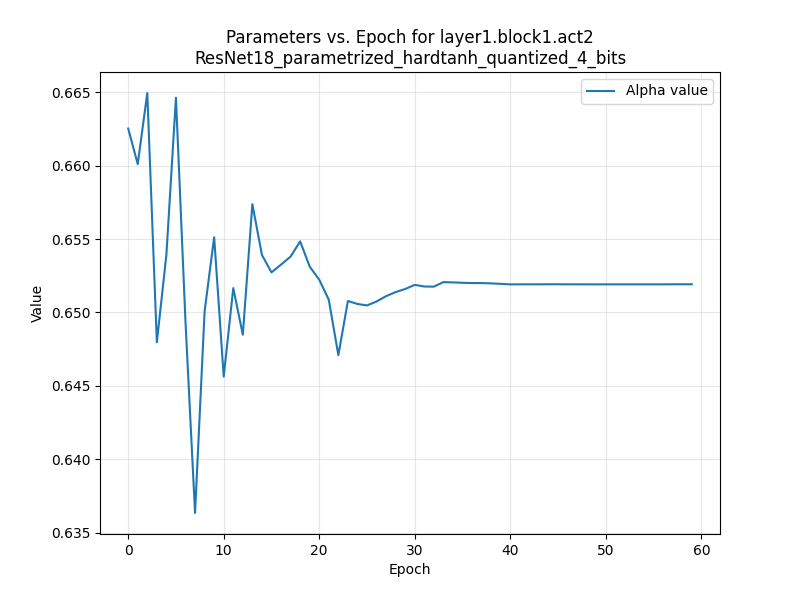 Parameters vs. Epoch for layer1.block1.act2
ResNet18_parametrized_hardtanh_quantized_4_bits
Alpha value
0.665
0.660
0.655
0.650
0.645
0.640
0.635
Value
0 10 20 30 40 50 60
Epoch